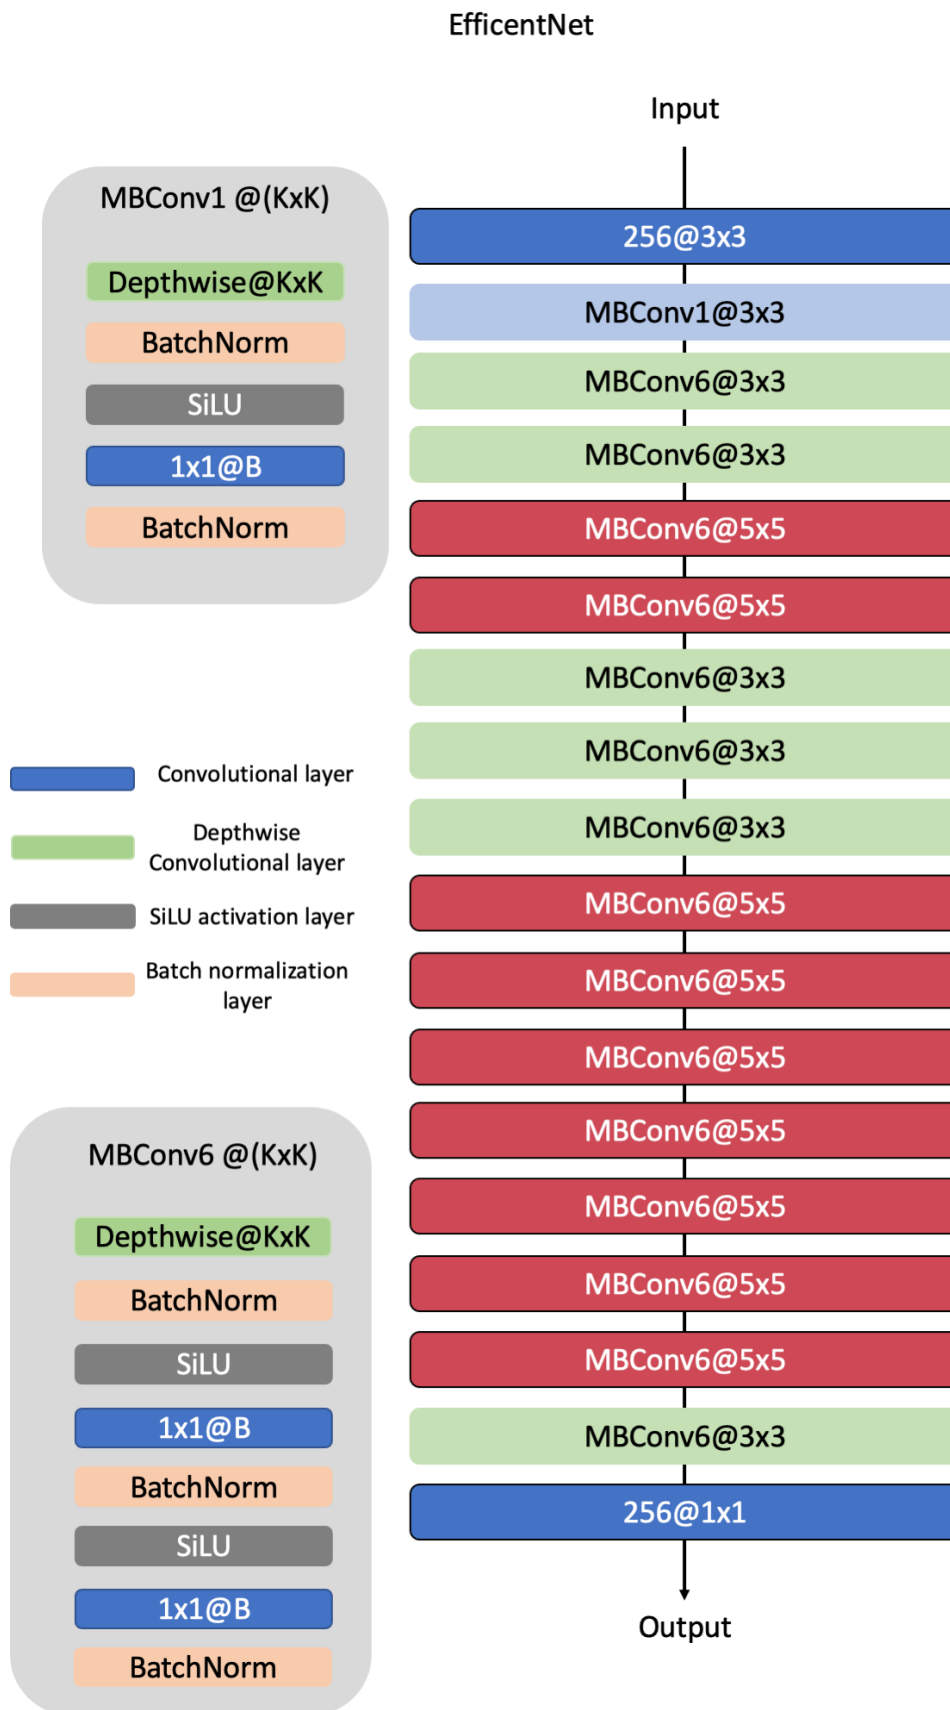 EfficentNet
Input
MBConv1 @(KxK)
Depthwise@KxK
BatchNorm
SiLU
1x1@B
BatchNorm
Convolutional layer
Depthwise
Convolutional layer
SiLU activation layer
Batch normalization
layer
MBConv6 @(KxK)
Depthwise@KxK
BatchNorm
SiLU
1x1@B
BatchNorm
SiLU
1x1@B
BatchNorm
256@3x3
MBConv1@3x3
MBConv6@3x3
MBConv6@3x3
MBConv6@5x5
MBConv6@5x5
MBConv6@3x3
MBConv6@3x3
MBConv6@3x3
MBConv6@5x5
MBConv6@5x5
MBConv6@5x5
MBConv6@5x5
MBConv6@5x5
MBConv6@5x5
MBConv6@5x5
MBConv6@3x3
256@1x1
Output